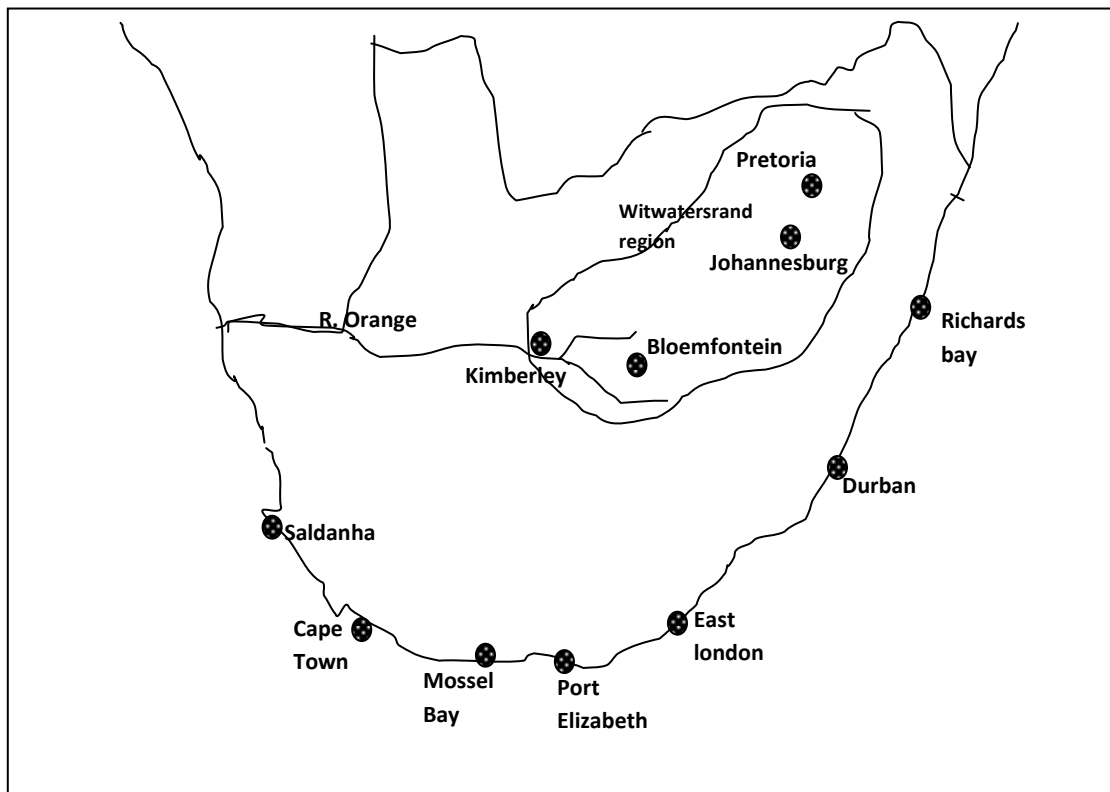 Pretoria
Witwatersrand
region
Johannesburg
R. Orange
Richards
bay
Kimberley
Bloemfontein
Durban
Saldanha
Cape
Town
East
london
Mossel
Bay
Port
Elizabeth